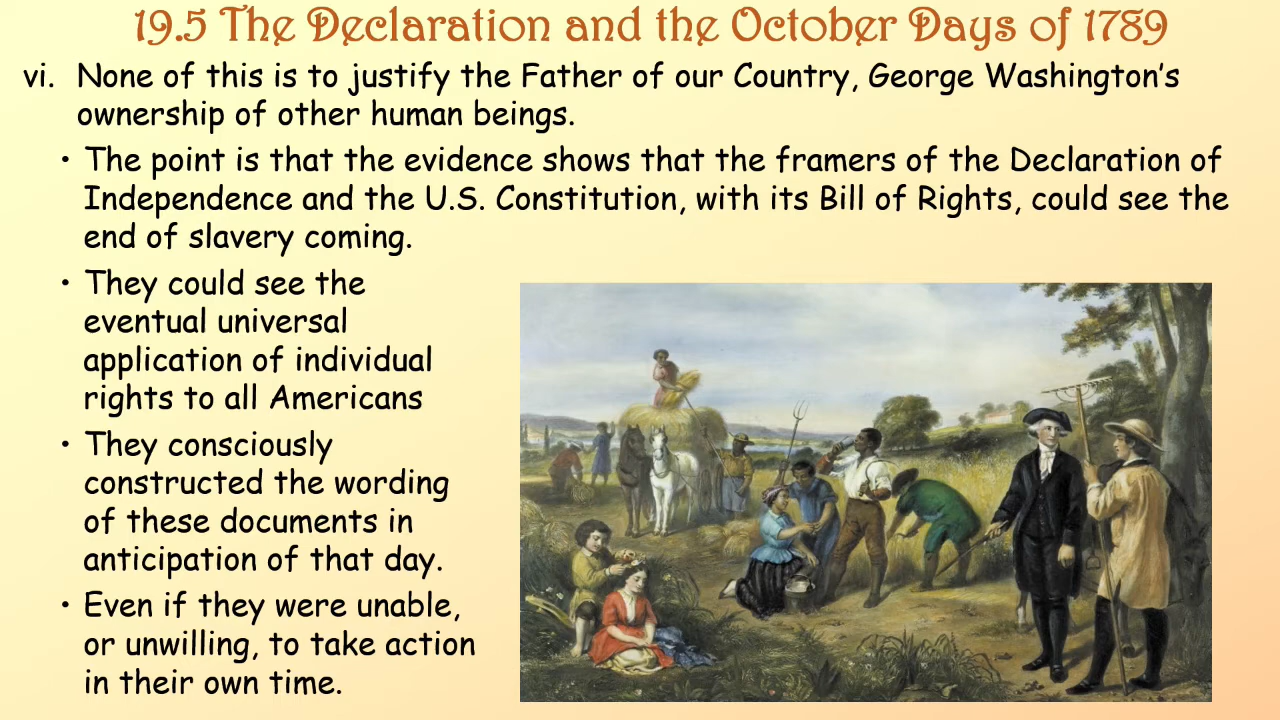 19.5 The Declaration and the October Days of 1789
vi. None of this is to justify the Father of our Country, George Washington's
ownership of other human beings.
• The point is that the evidence shows that the framers of the Declaration of
Independence and the U.S. Constitution, with its Bill of Rights, could see the
end of slavery coming.
• They could see the
eventual universal
application of individual
rights to all Americans
• They consciously
constructed the wording
of these documents in
anticipation of that day.
• Even if they were unable,
or unwilling, to take action
in their own time.